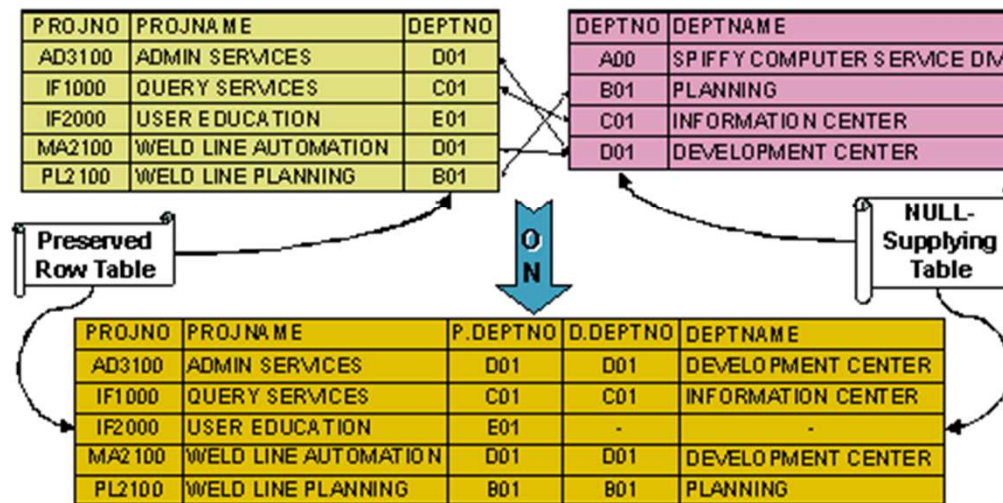 PROJNO PROJNAME DEPTNO
AD3100 ADMIN SERVICES D01
IF1000 QUERY SERVICES C01
IF2000 USER EDUCATION E01
MA2100 WELD LINE AUTOMATION D01
PL2100 WELD LINE PLANNING B01
DEPTNO DEPTNAME
A00 SPIFFY COMPUTER SERVICE DIV
B01 PLANNING
C01 INFORMATION CENTER
D01 DEVELOPMENT CENTER
Preserved
Row Table
O
N
NULL-
Supplying
Table
PROJNO PROJNAME P.DEPTNO D.DEPTNO DEPTNAME
AD3100 ADMIN SERVICES D01 D01 DEVELOPMENT CENTER
IF1000 QUERY SERVICES C01 C01 INFORMATION CENTER
IF2000 USER EDUCATION E01 - -
MA2100 WELD LINE AUTOMATION D01 D01 DEVELOPMENT CENTER
PL2100 WELD LINE PLANNING B01 B01 PLANNING